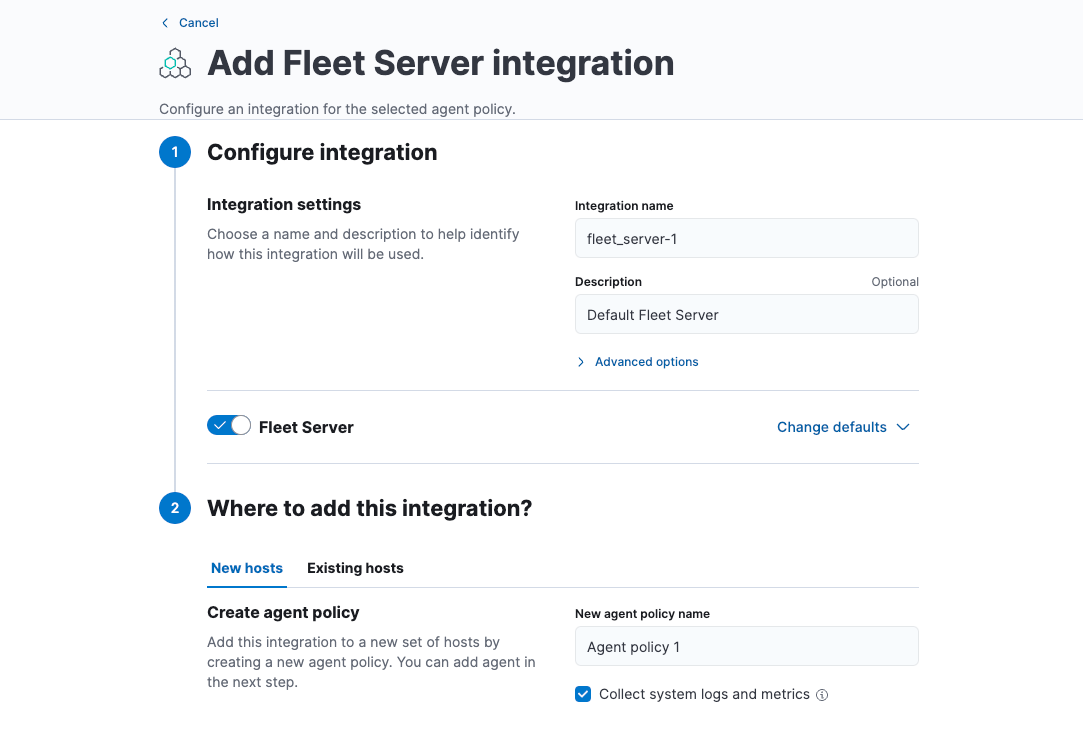 Cancel
Add Fleet Server integration
Configure an integration for the selected agent policy.
1
Configure integration
Integration settings
Choose a name and description to help identify
how this integration will be used.
Integration name
fleet_server-1
Description
Optional
Default Fleet Server
Advanced options
Fleet Server
Change defaults
2
Where to add this integration?
New hosts
Existing hosts
Create agent policy
Add this integration to a new set of hosts by
creating a new agent policy. You can add agent in
the next step.
New agent policy name
Agent policy 1
Collect system logs and metrics